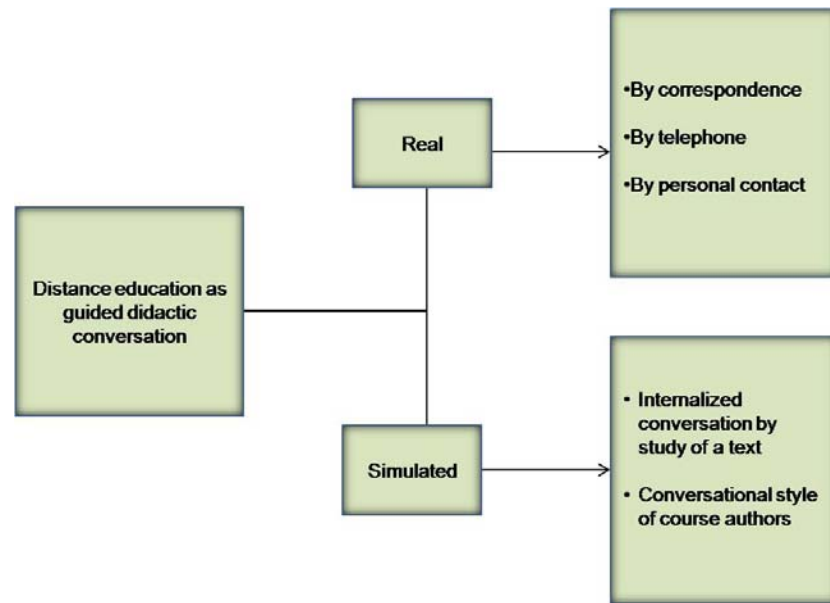 Distance education as
guided didactic
conversation
Real
•By correspondence
•By telephone
•By personal contact
Simulated
• Internalized
conversation by
study of a text
• Conversational style
of course authors